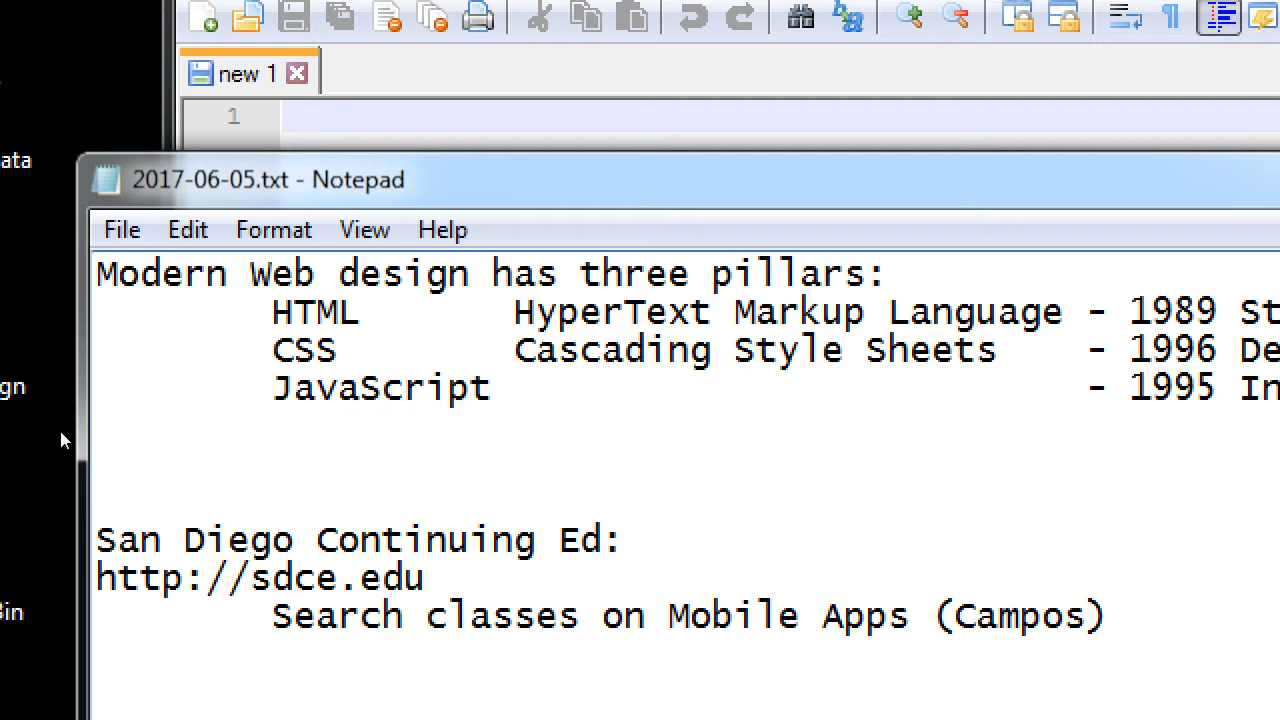 new 1
1
ata
2017-06-05.txt - Notepad
File Edit Format View Help
Modern Web design has three pillars:
HTML HyperText Markup Language - 1989 St
CSS Cascading Style Sheets - 1996 De
JavaScript - 1995 In
gn
San Diego Continuing Ed:
http://sdce.edu
Bin
Search classes on Mobile Apps (Campos)